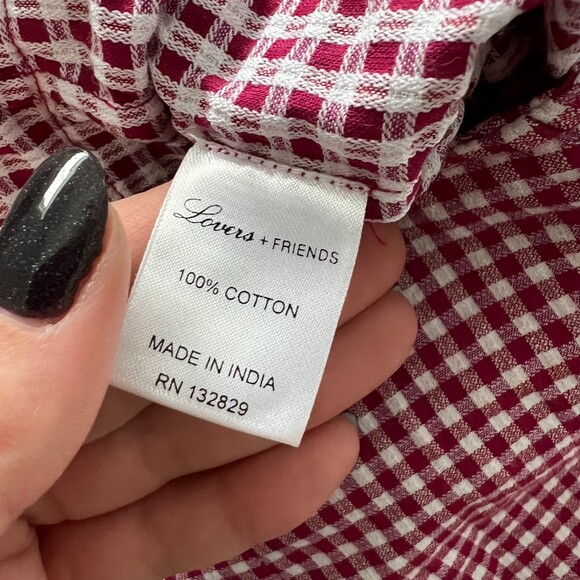 Lovers + FRIENDS
100% COTTON
MADE IN INDIA
RN 132829